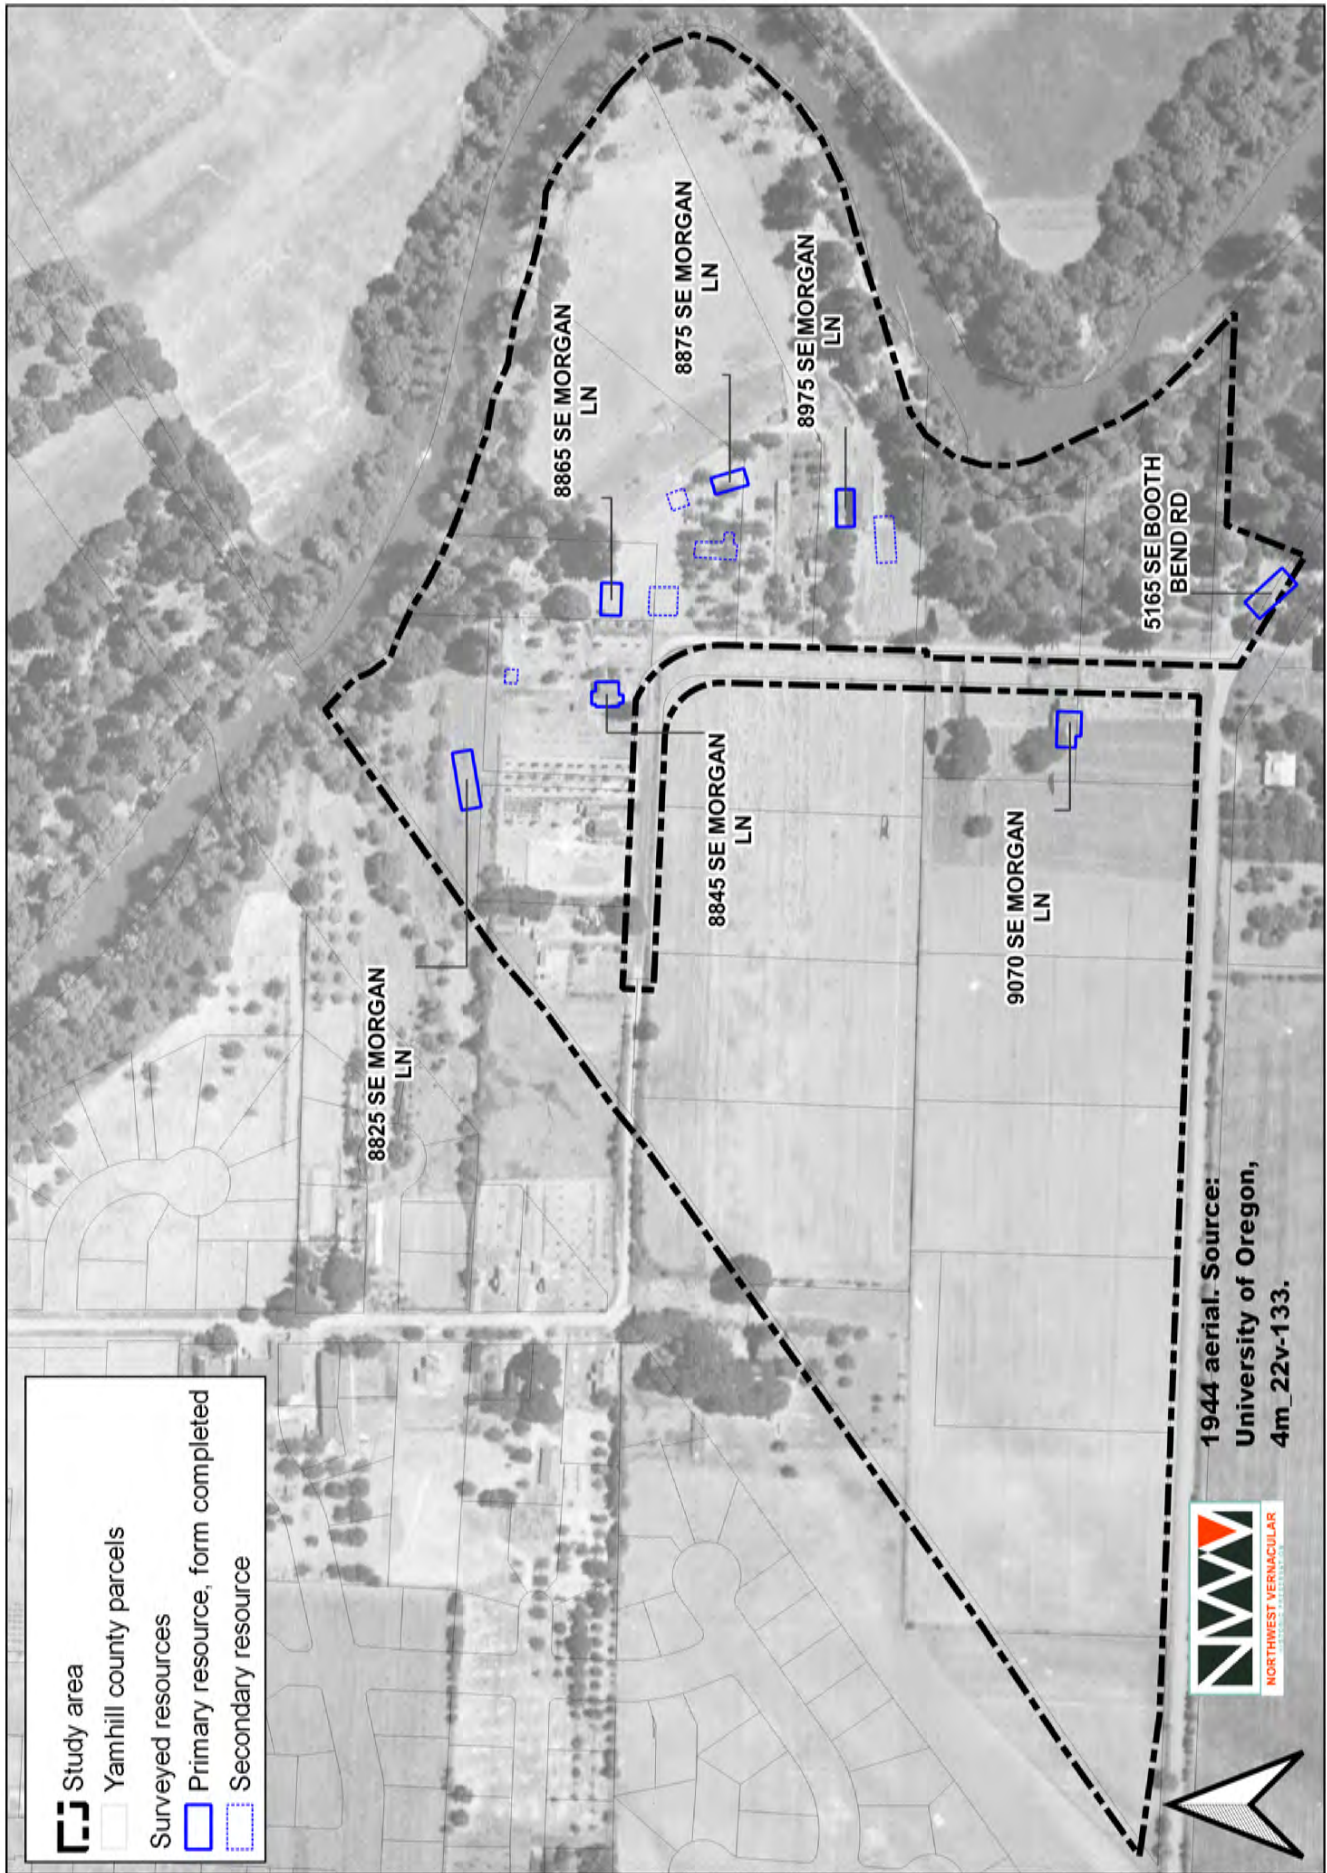 Study area
Yamhill county parcels
Surveyed resources
Primary resource, form completed
Secondary resource
8825 SE MORGAN
LN
8865 SE MORGAN
LN
8875 SE MORGAN
LN
8845 SE MORGAN
LN
8975 SE MORGAN
LN
9070 SE MORGAN
LN
5165 SE BOOTH
BEND RD
1944 aerial. Source:
University of Oregon,
4m_22v-133.
NWV
NORTHWEST VERNACULAR